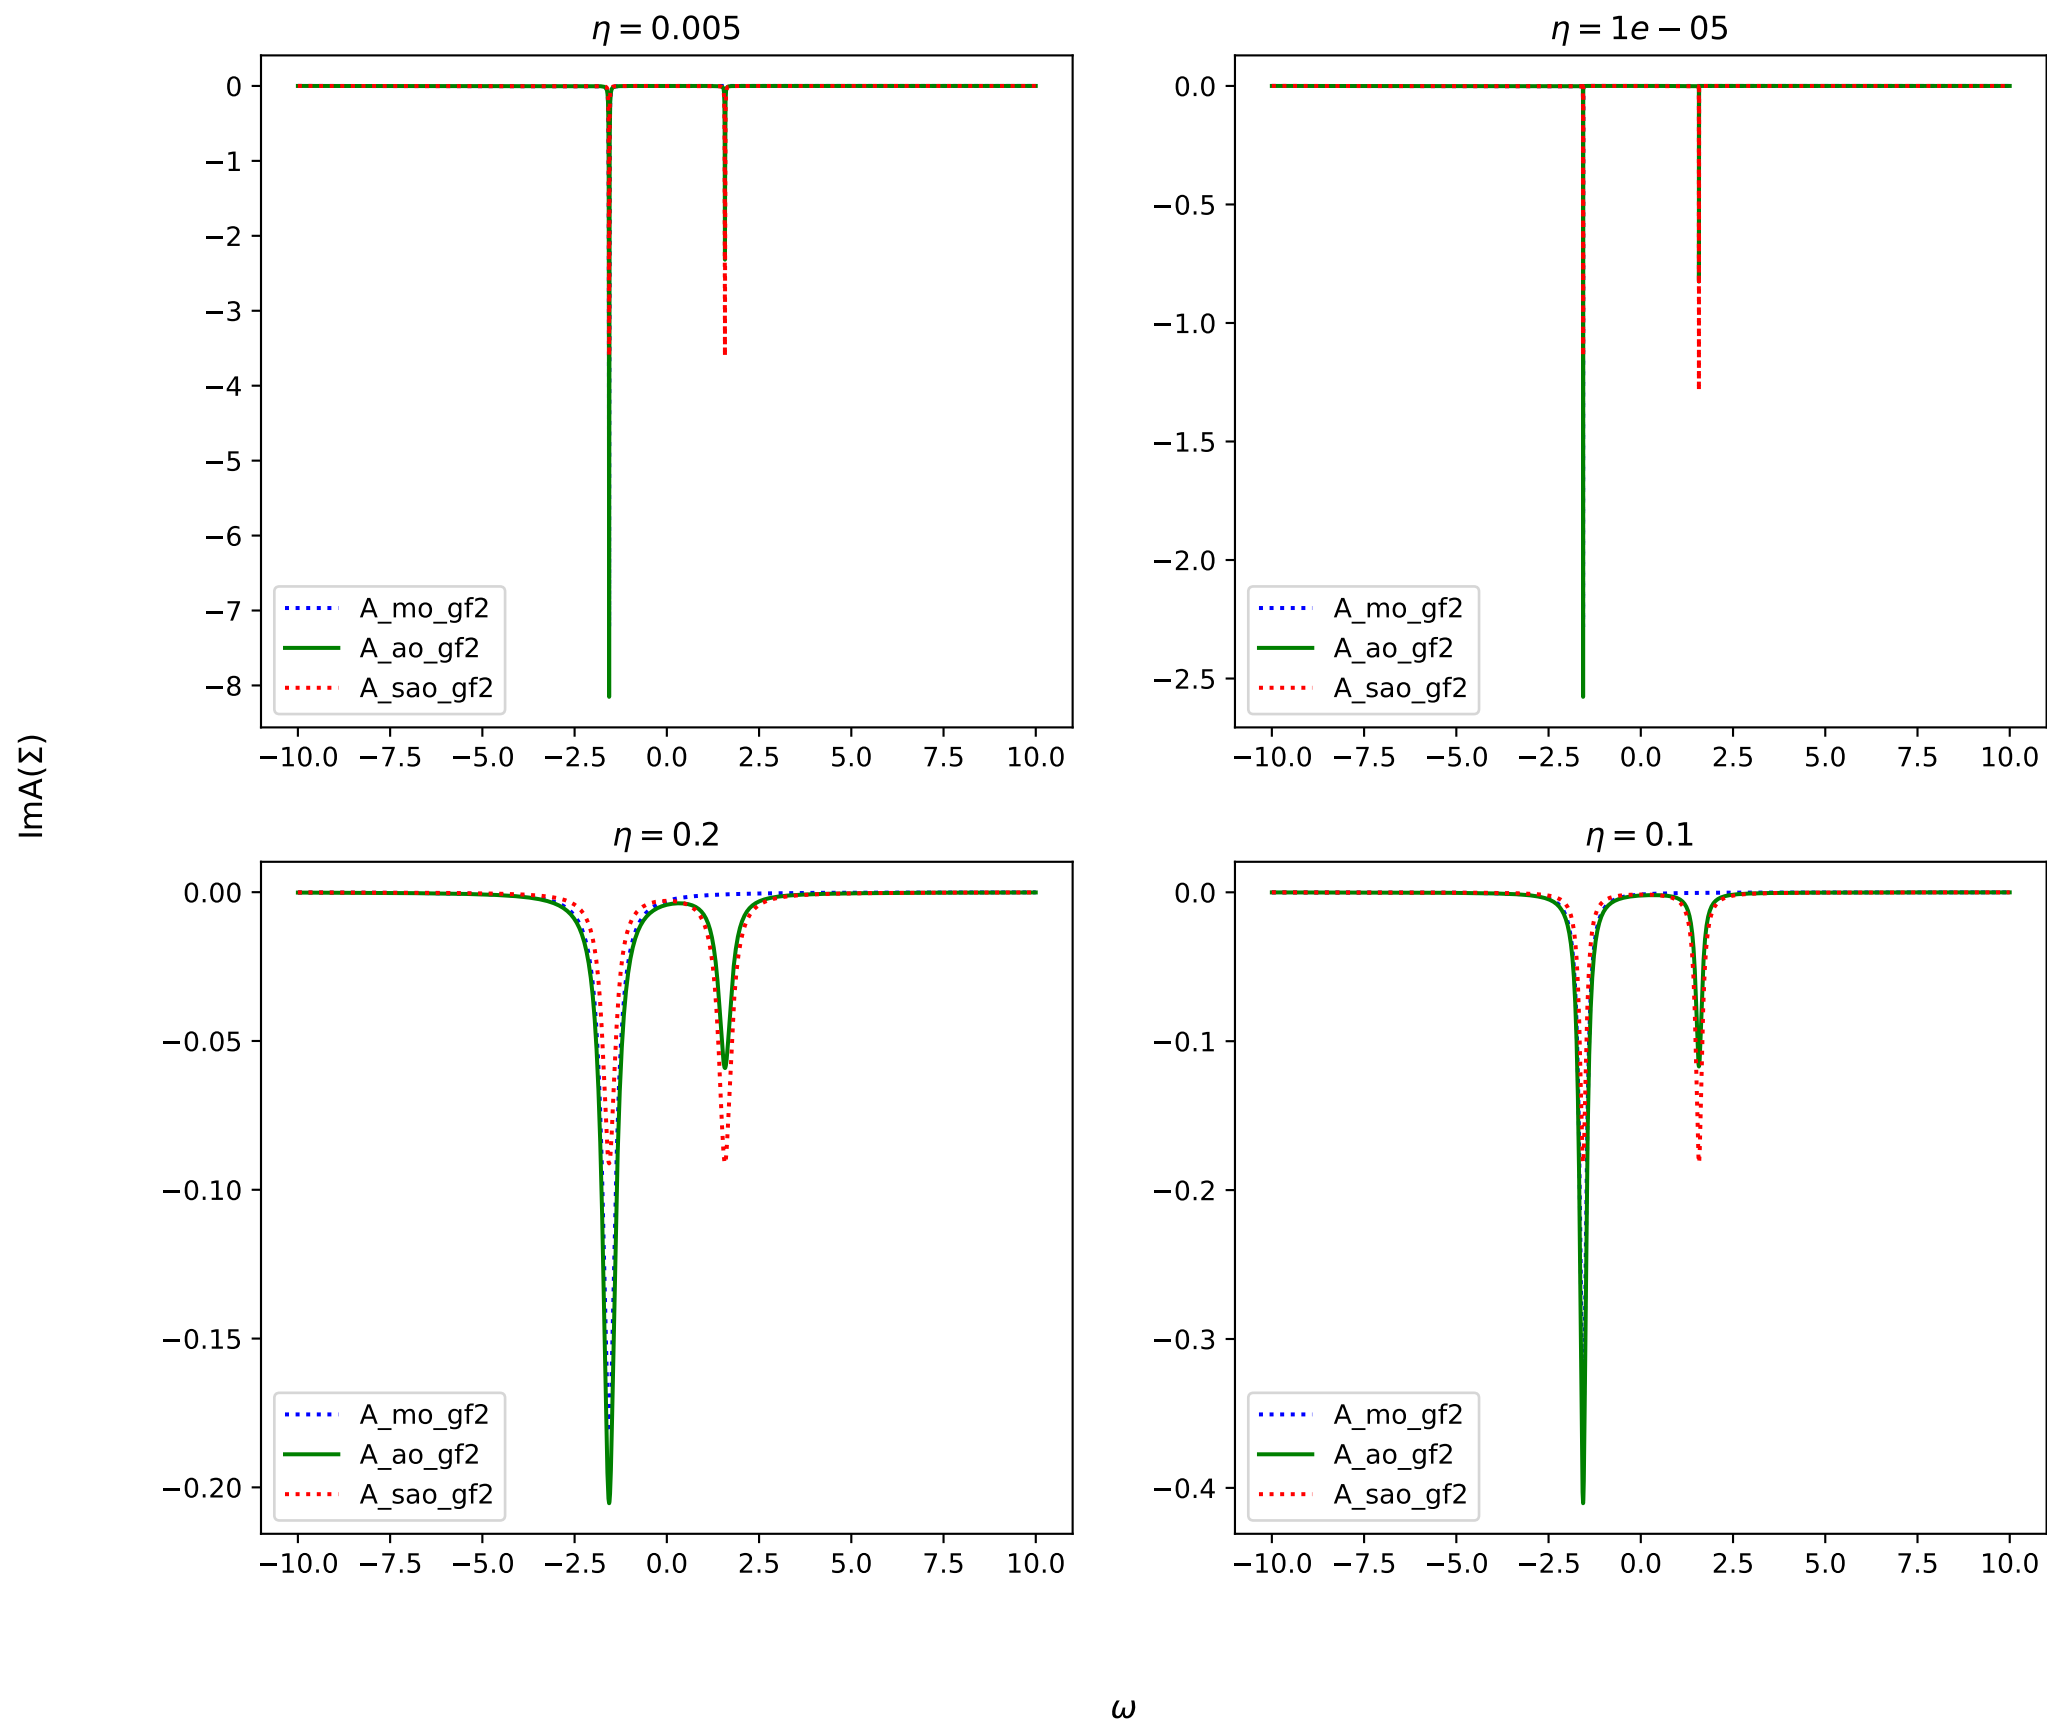 η = 0.005
0
−1
−2
−3
−4
−5
−6
−7
−8
A_mo_gf2
A_ao_gf2
A_sao_gf2
−10.0 −7.5 −5.0 −2.5 0.0 2.5 5.0 7.5 10.0
η = 1e − 05
0.0
−0.5
−1.0
−1.5
−2.0
−2.5
A_mo_gf2
A_ao_gf2
A_sao_gf2
−10.0 −7.5 −5.0 −2.5 0.0 2.5 5.0 7.5 10.0
ImA(Σ)
η = 0.2
0.00
−0.05
−0.10
−0.15
−0.20
A_mo_gf2
A_ao_gf2
A_sao_gf2
−10.0 −7.5 −5.0 −2.5 0.0 2.5 5.0 7.5 10.0
η = 0.1
0.0
−0.1
−0.2
−0.3
−0.4
A_mo_gf2
A_ao_gf2
A_sao_gf2
−10.0 −7.5 −5.0 −2.5 0.0 2.5 5.0 7.5 10.0
ω